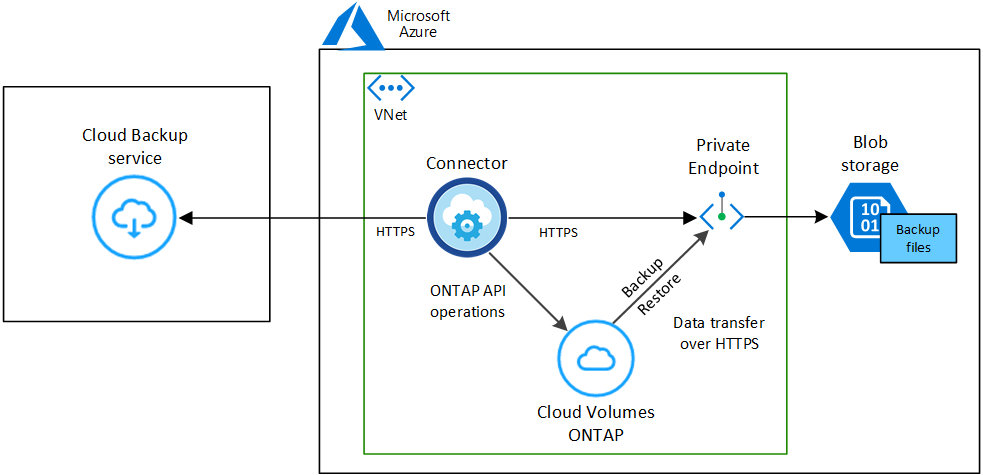 Microsoft
Azure
VNet
Cloud Backup
service
Connector
Private
Endpoint
Blob
storage
10
01
Backup
files
HTTPS
HTTPS
ONTAP API
operations
Backup
Restore
Data transfer
over HTTPS
Cloud Volumes
ONTAP